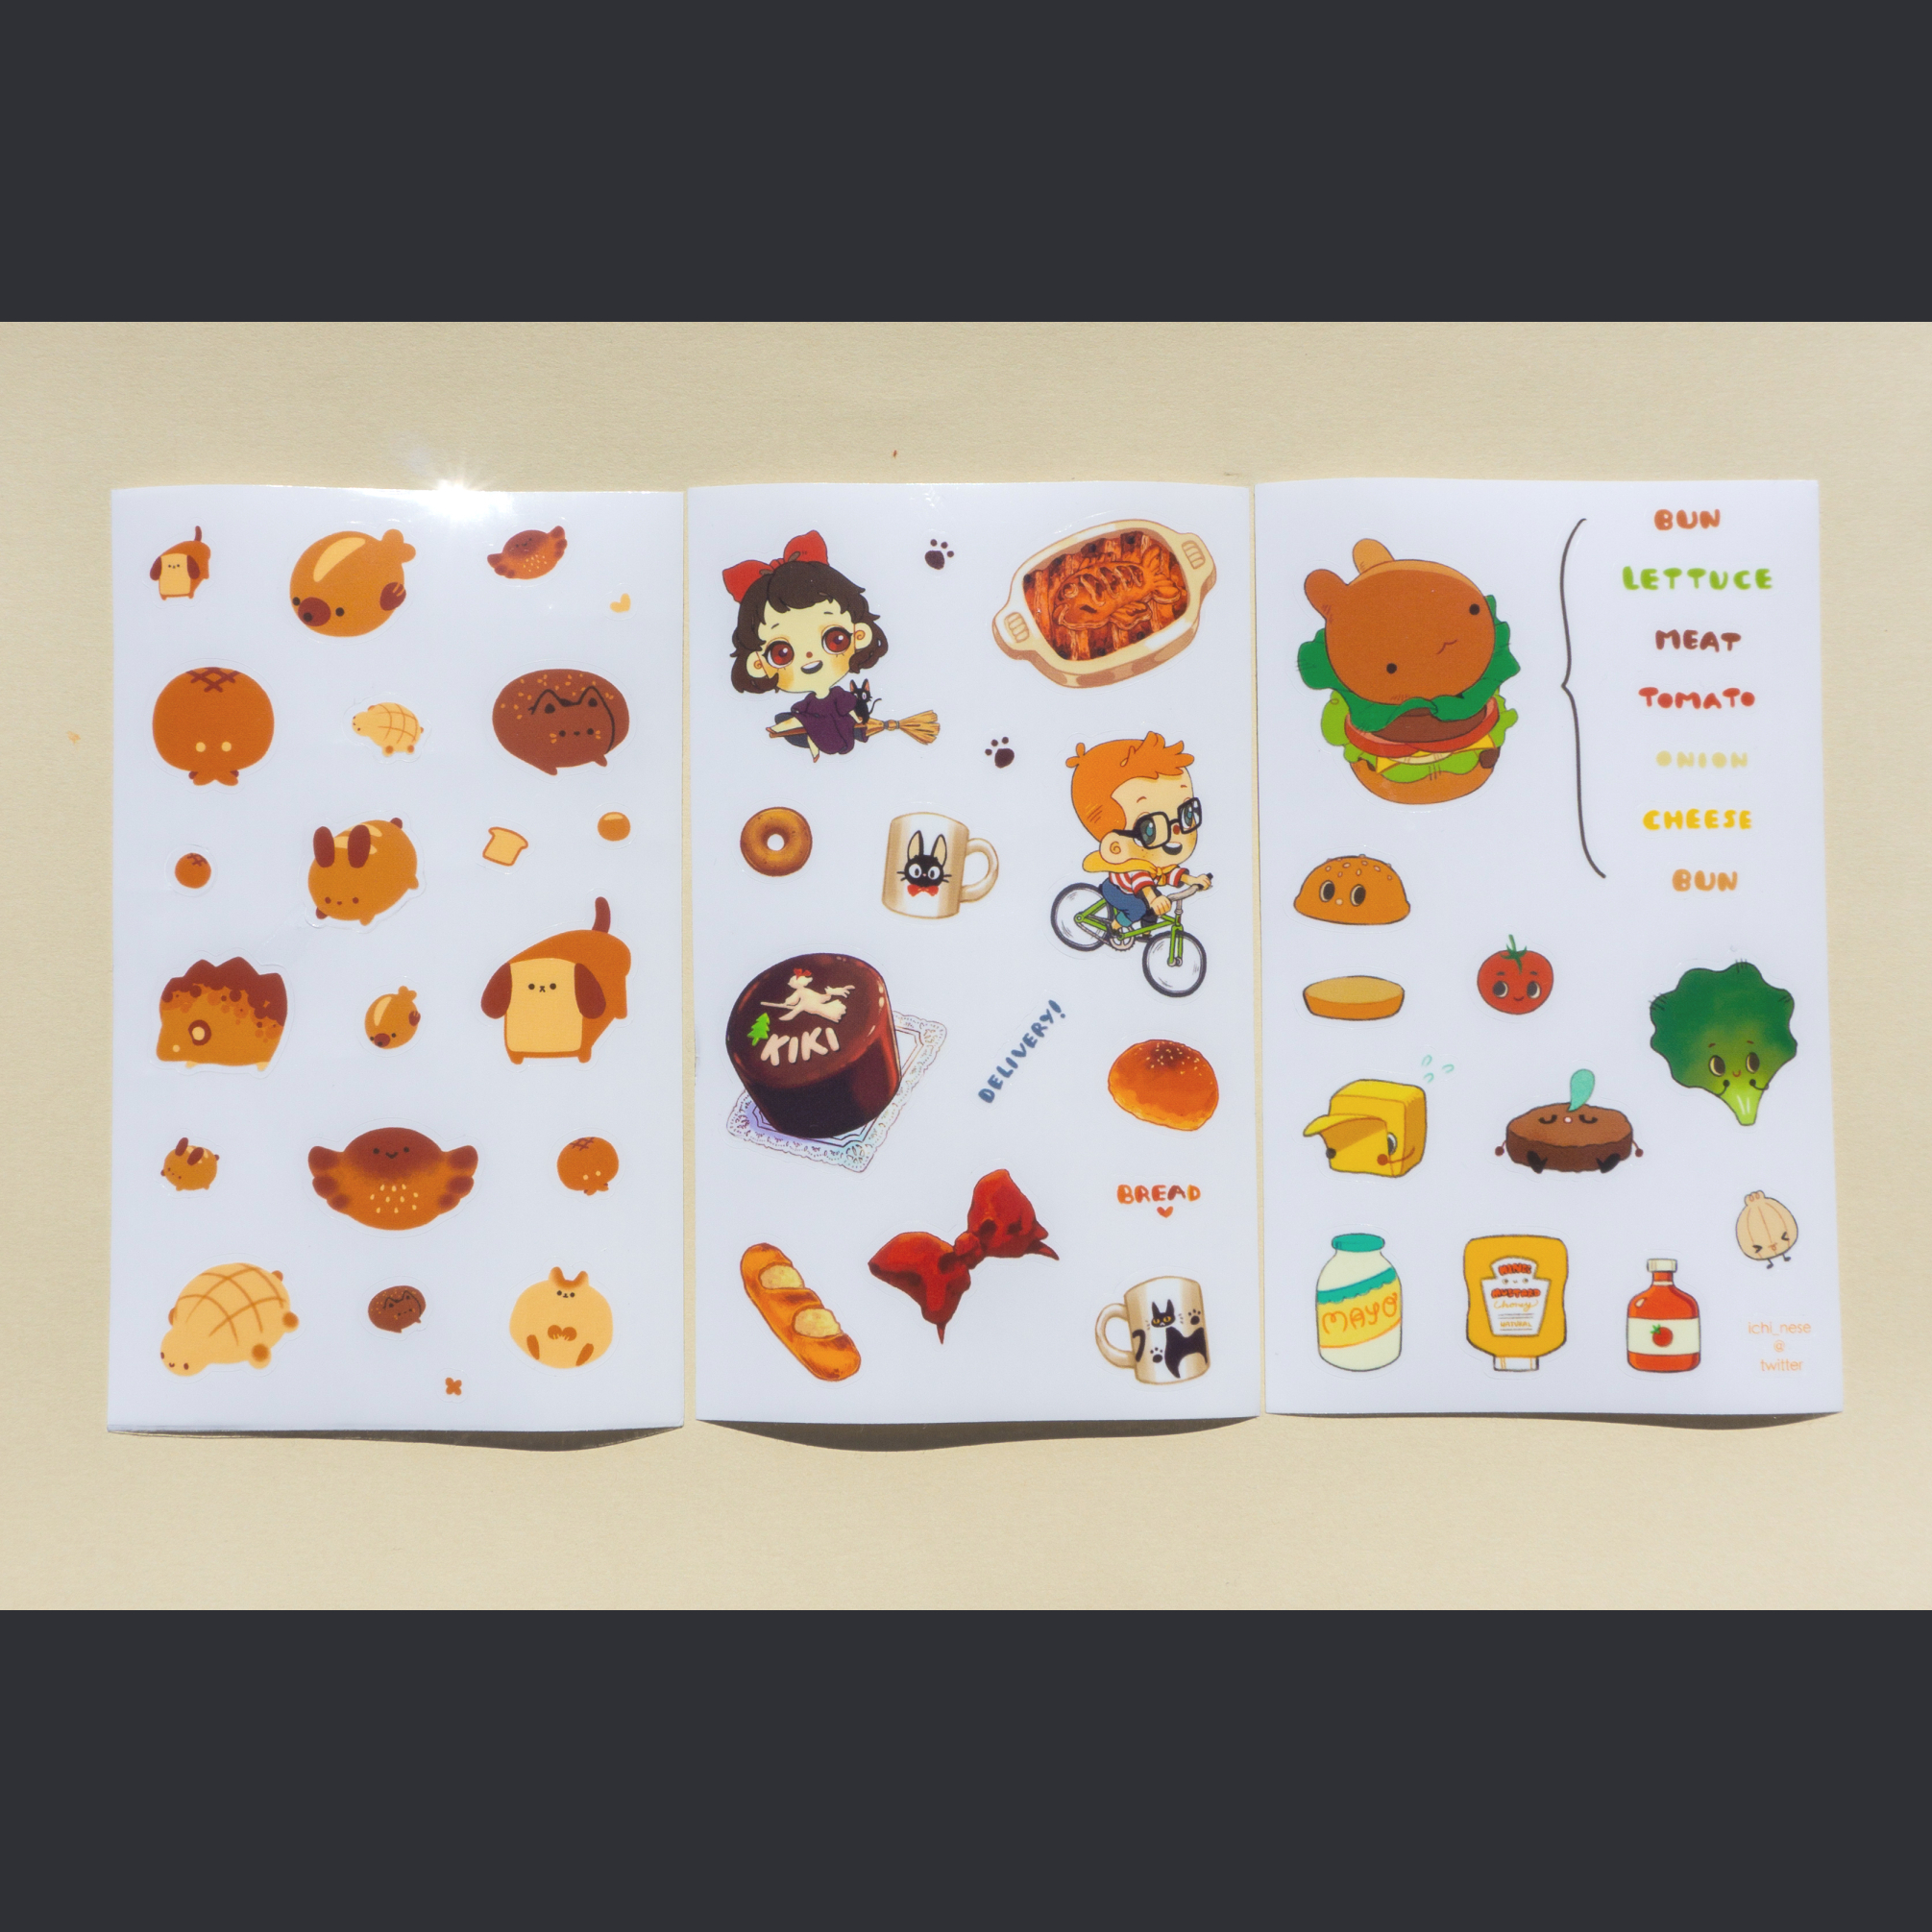 KIKI
DELIVERY!
BREAD
BUN
LETTUCE
MEAT
TOMATO
ONION
CHEESE
BUN
MAYO
MUSTARD
ichi_nese
@
twitter